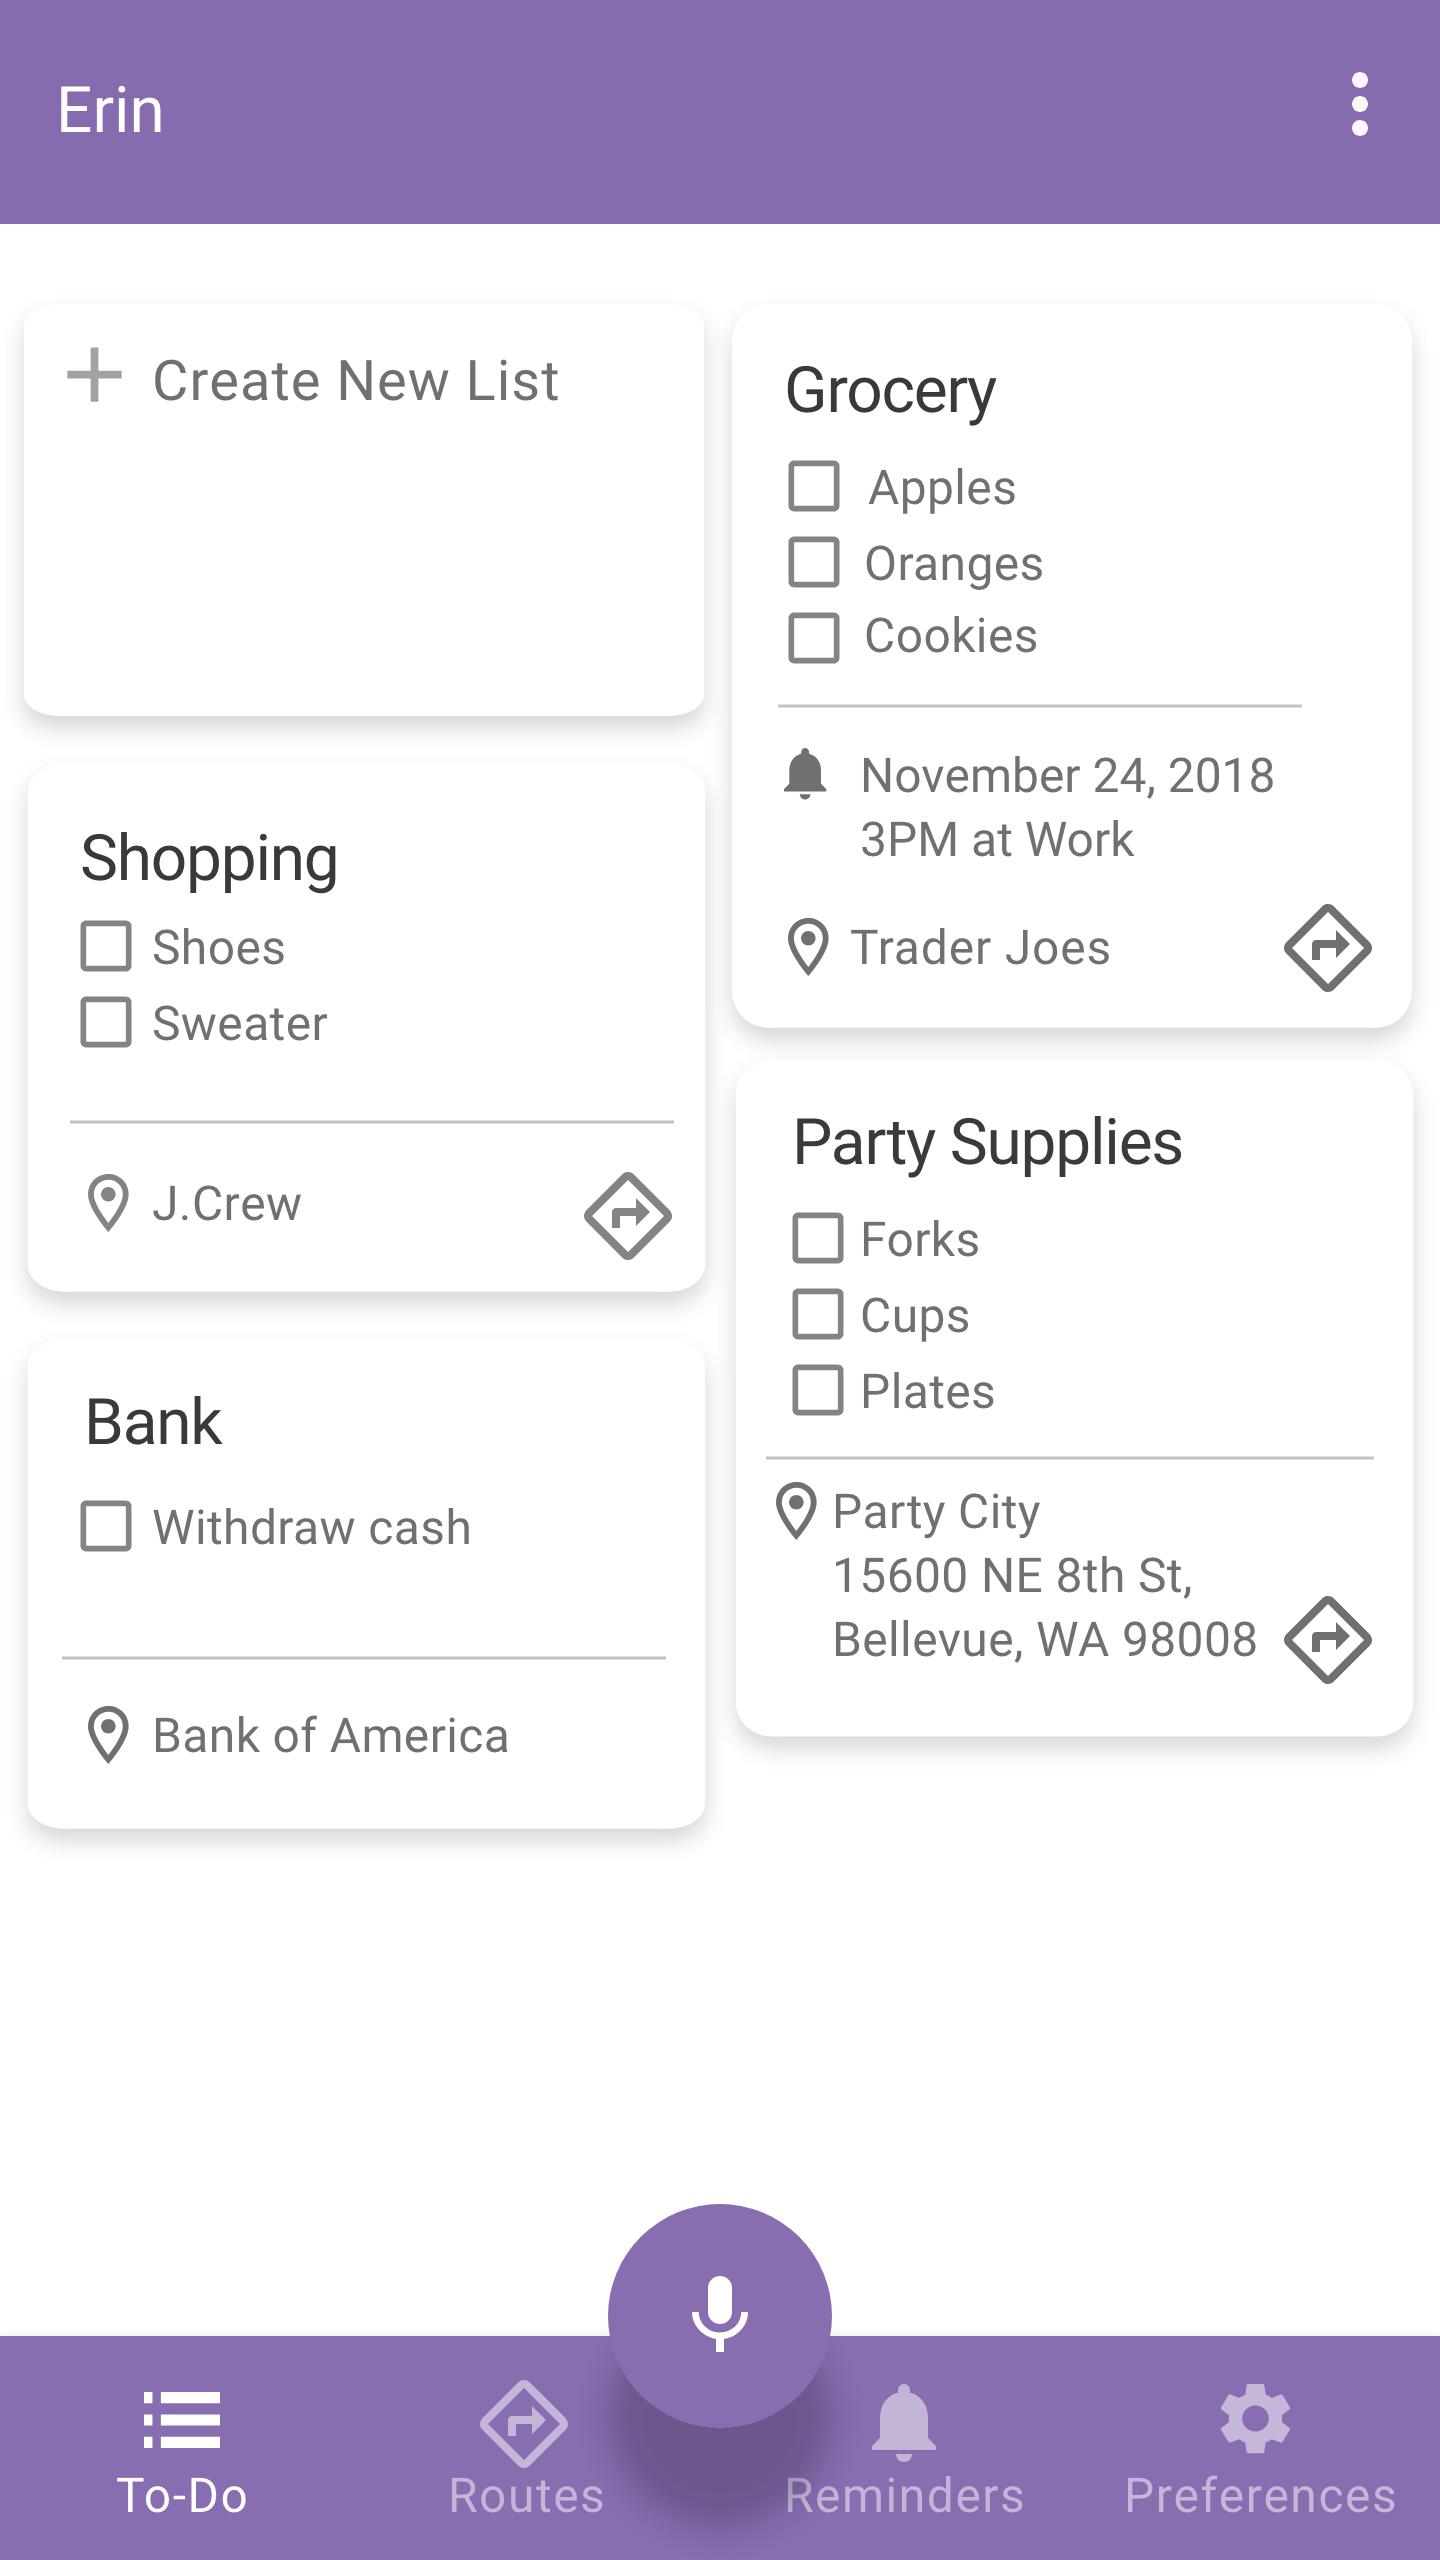 Erin
Create New List
Shopping
Shoes
Sweater
J.Crew
Bank
Withdraw cash
Bank of America
Grocery
Apples
Oranges
Cookies
November 24, 2018
3PM at Work
Trader Joes
Party Supplies
Forks
Cups
Plates
Party City
15600 NE 8th St,
Bellevue, WA 98008
To-Do
Routes
Reminders
Preferences